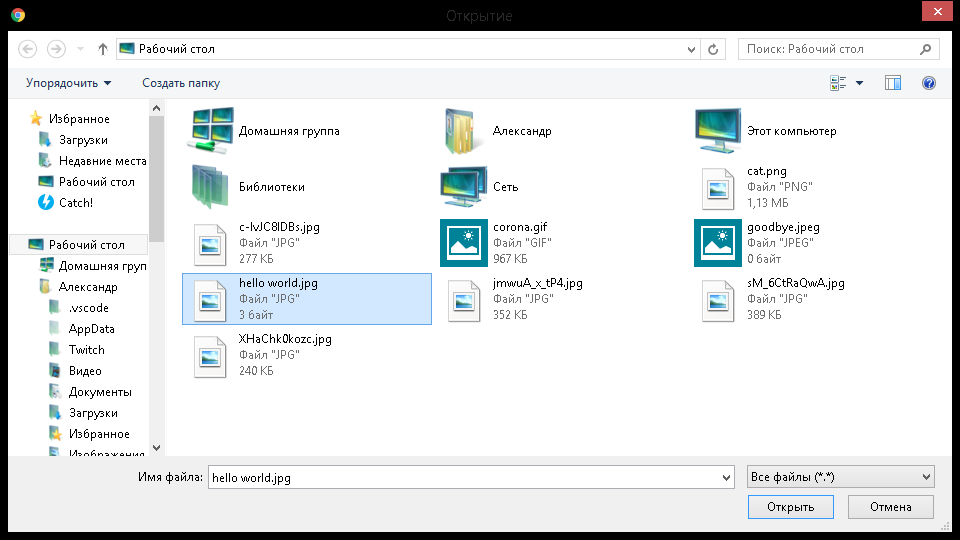 Открытие
Рабочий стол
Поиск: Рабочий стол
Упорядочить
Создать папку
Избранное
Загрузки
Недавние места
Рабочий стол
Catch!
Рабочий стол
Домашняя груп
Александр
.vscode
AppData
Twitch
Видео
Документы
Загрузки
Избранное
Изображения
Домашняя группа
Александр
Этот компьютер
Библиотеки
Сеть
cat.png
Файл "PNG"
1,13 МБ
c-IvJC8lDBs.jpg
Файл "JPG"
277 КБ
corona.gif
Файл "GIF"
967 КБ
goodbye.jpeg
Файл "JPEG"
0 байт
hello world.jpg
Файл "JPG"
3 байт
jmwuA_x_tP4.jpg
Файл "JPG"
352 КБ
sM_6CtRaQwA.jpg
Файл "JPG"
389 КБ
XHaChk0kozc.jpg
Файл "JPG"
240 КБ
Имя файла:
hello world.jpg
Все файлы (*.*)
Открыть
Отмена